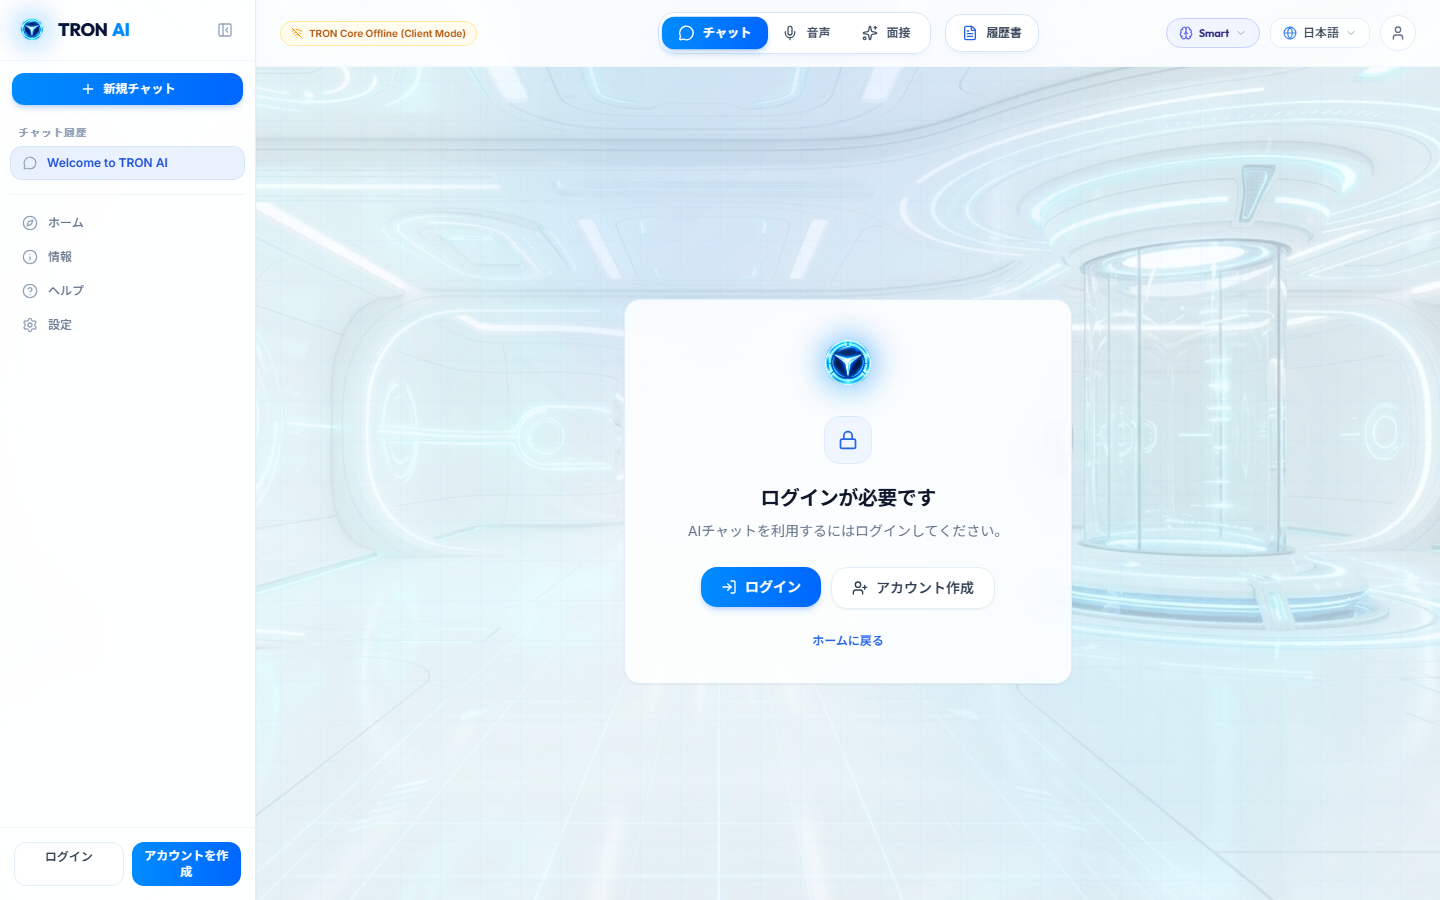 TRON AI
新規チャット
チャット履歴
Welcome to TRON AI
ホーム
情報
ヘルプ
設定
ログイン
アカウントを作
成
TRON Core Offline (Client Mode)
チャット
音声
面接
履歴書
Smart
日本語
ログインが必要です
AIチャットを利用するにはログインしてください。
ログイン
アカウント作成
ホームに戻る